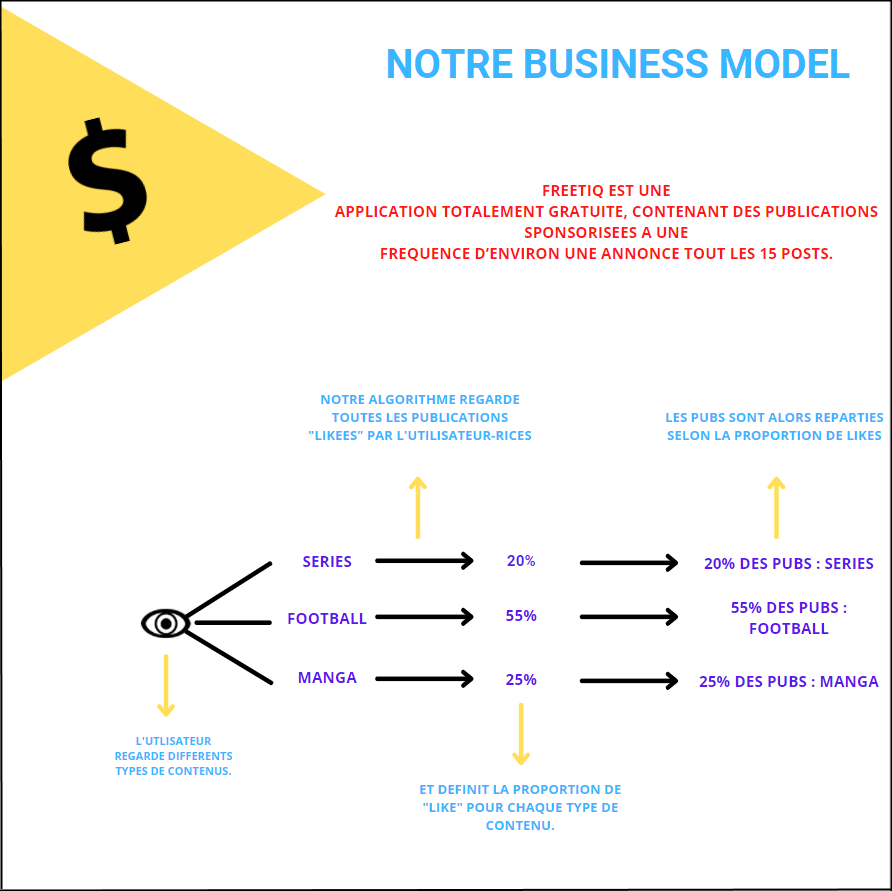 NOTRE BUSINESS MODEL
$
FREETIQ EST UNE
APPLICATION TOTALEMENT GRATUITE, CONTENANT DES PUBLICATIONS
SPONSORISEES A UNE
FREQUENCE D'ENVIRON UNE ANNONCE TOUT LES 15 POSTS.
NOTRE ALGORITHME REGARDE
TOUTES LES PUBLICATIONS
"LIKEES" PAR L'UTILISATEUR-RICES
LES PUBS SONT ALORS REPARTIES
SELON LA PROPORTION DE LIKES
SERIES
20%
20% DES PUBS : SERIES
FOOTBALL
55%
55% DES PUBS :
FOOTBALL
MANGA
25%
25% DES PUBS : MANGA
L'UTLISATEUR
REGARDE DIFFERENTS
TYPES DE CONTENUS.
ET DEFINIT LA PROPORTION DE
"LIKE" POUR CHAQUE TYPE DE
CONTENU.